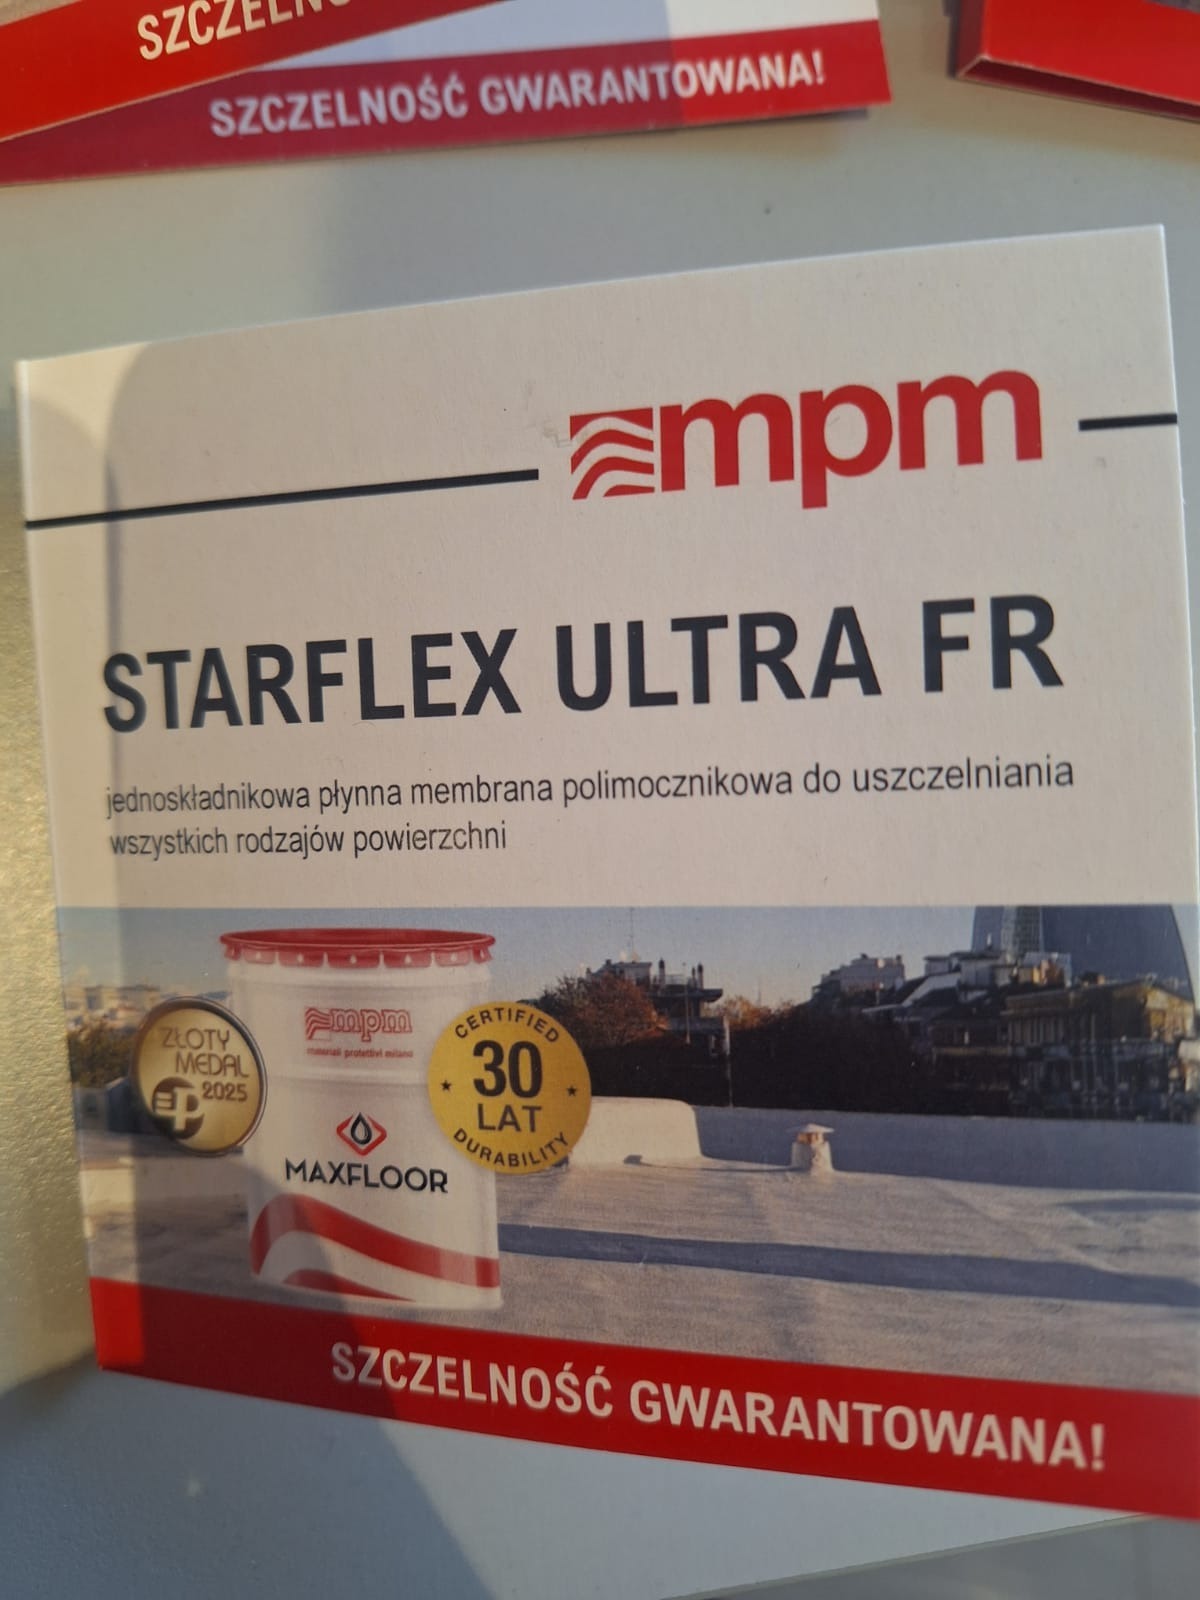 SZCZELNO
SZCZELNOŚĆ GWARANTOWANA!
mpm
STARFLEX ULTRA FR
jednoskładnikowa płynna membrana polimocznikowa do uszczelniania
wszystkich rodzajów powierzchni
ZŁOTY
MEDAL
2025
mpm
materiali protettivi milano
MAXFLOOR
CERTIFIED
30
LAT
DURABILITY
SZCZELNOŚĆ GWARANTOWANA!